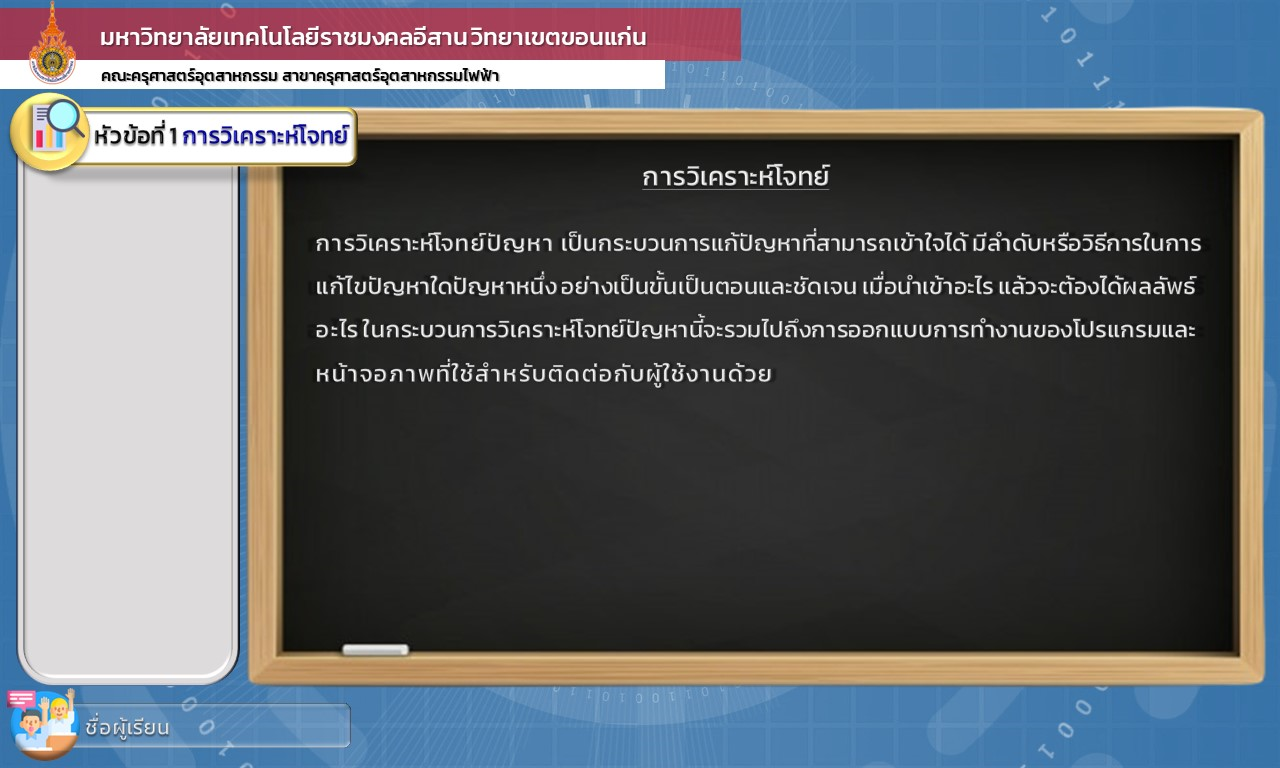 มหาวิทยาลัยเทคโนโลยีราชมงคลอีสาน วิทยาเขตขอนแก่น
คณะครุศาสตร์อุตสาหกรรม สาขาครุศาสตร์อุตสาหกรรมไฟฟ้า
หัวข้อที่ 1 การวิเคราะห์โจทย์
การวิเคราะห์โจทย์
การวิเคราะห์โจทย์ปัญหา เป็นกระบวนการแก้ปัญหาที่สามารถเข้าใจได้ มีลำดับหรือวิธีการในการ
แก้ไขปัญหาใดปัญหาหนึ่ง อย่างเป็นขั้นเป็นตอนและชัดเจน เมื่อนำเข้าอะไร แล้วจะต้องได้ผลลัพธ์
อะไร ในกระบวนการวิเคราะห์โจทย์ปัญหานี้จะรวมไปถึงการออกแบบการทำงานของโปรแกรมและ
หน้าจอภาพที่ใช้สำหรับติดต่อกับผู้ใช้งานด้วย
ชื่อผู้เรียน